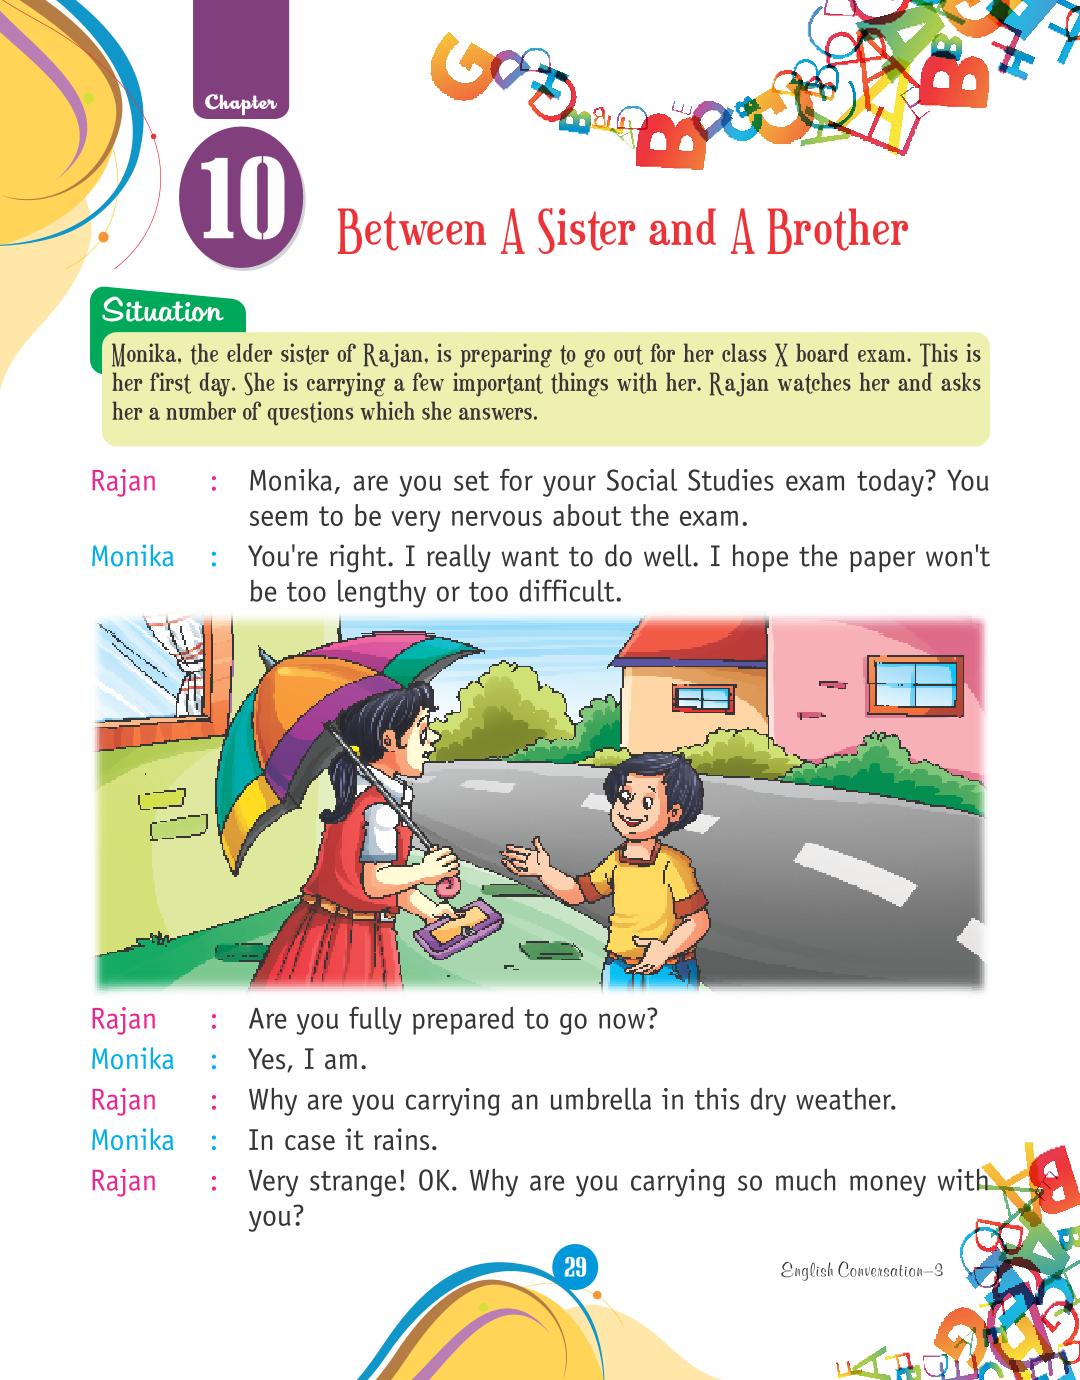 Chapter
10
Between A Sister and A Brother
Situation
Monika, the elder sister of Rajan, is preparing to go out for her class X board exam. This is
her first day. She is carrying a few important things with her. Rajan watches her and asks
her a number of questions which she answers.
Rajan : Monika, are you set for your Social Studies exam today? You
seem to be very nervous about the exam.
Monika : You're right. I really want to do well. I hope the paper won't
be too lengthy or too difficult.
Rajan : Are you fully prepared to go now?
Monika : Yes, I am.
Rajan : Why are you carrying an umbrella in this dry weather.
Monika : In case it rains.
Rajan : Very strange! OK. Why are you carrying so much money with
you?
29
English Conversation–3